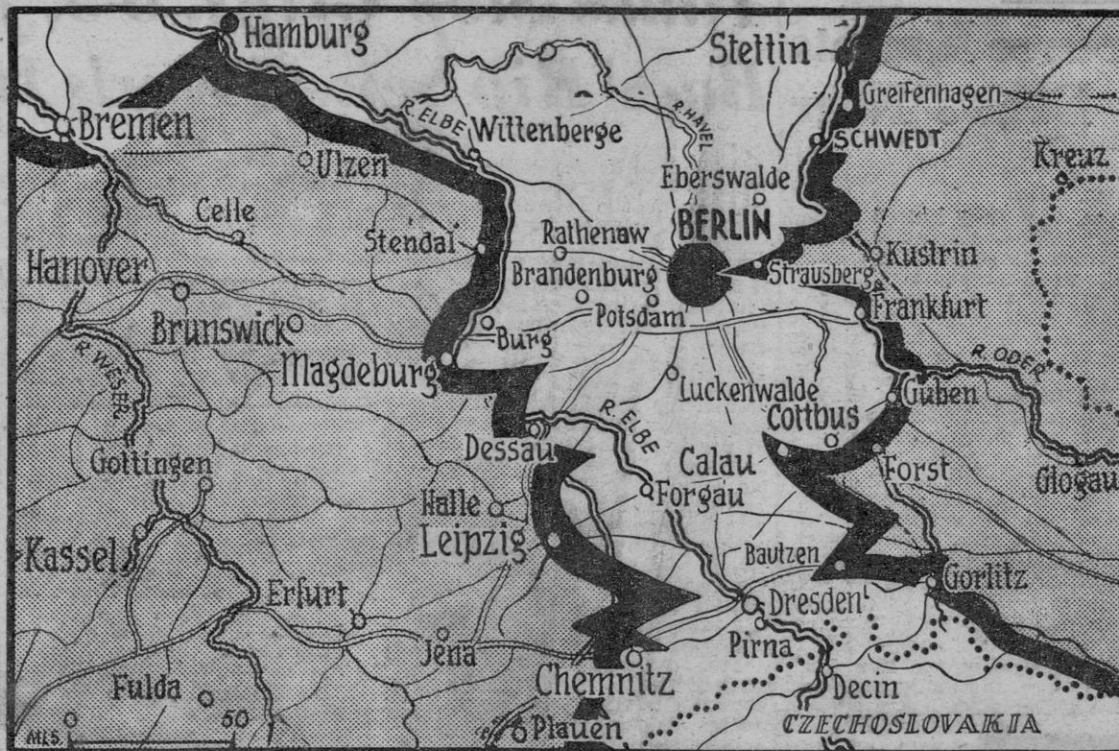 Hamburg
Stettin
Greifenhagen
R. ELBE
Wittenberge
R. HAVEL
Bremen
SCHWEDT
Ulzen
Kreuz
Eberswalde
Celle
BERLIN
Stendal
Rathenow
Kustrin
Hanover
Brandenburg
Strausberg
Frankfurt
Potsdam
Brunswick
Burg
R. WESER
Magdeburg
R. ODER
Luckenwalde
Guben
R. ELBE
Cottbus
Dessau
Gottingen
Calau
Forst
Glogau
Halle
Forgau
Leipzig
Kassel
Bautzen
Gorlitz
Erfurt
Dresden
Jena
Pirna
Chemnitz
Fulda
Decin
MLS. 0 50
Plauen
CZECHOSLOVAKIA